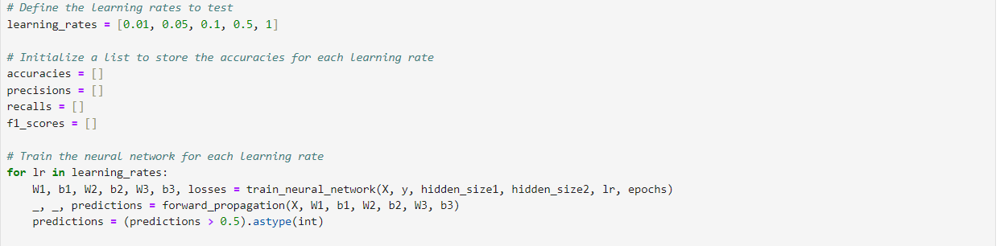 # Define the learning rates to test
learning_rates = [0.01, 0.05, 0.1, 0.5, 1]
# Initialize a list to store the accuracies for each learning rate
accuracies = []
precisions = []
recalls = []
f1_scores = []
# Train the neural network for each learning rate
for lr in learning_rates:
    W1, b1, W2, b2, W3, b3, losses = train_neural_network(X, y, hidden_size1, hidden_size2, lr, epochs)
    _, _, predictions = forward_propagation(X, W1, b1, W2, b2, W3, b3)
    predictions = (predictions > 0.5).astype(int)